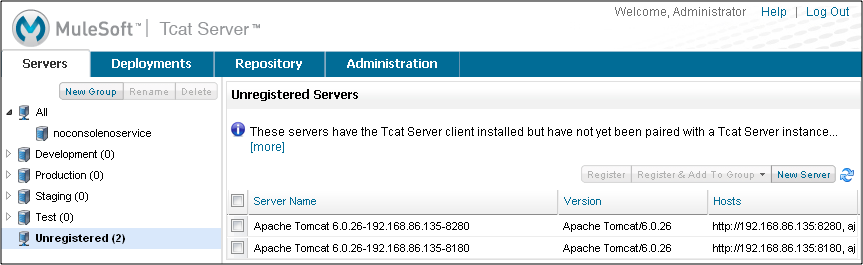 Welcome, Administrator Help | Log Out
MuleSoft™ | Tcat Server™
Servers Deployments Repository Administration
New Group Rename Delete
All
noconsolenoservice
Development (0)
Production (0)
Staging (0)
Test (0)
Unregistered (2)
Unregistered Servers
These servers have the Tcat Server client installed but have not yet been paired with a Tcat Server instance...
[more]
Register Register & Add To Group New Server
Server Name Version Hosts
Apache Tomcat 6.0.26-192.168.86.135-8280 Apache Tomcat/6.0.26 http://192.168.86.135:8280, aj
Apache Tomcat 6.0.26-192.168.86.135-8180 Apache Tomcat/6.0.26 http://192.168.86.135:8180, aj